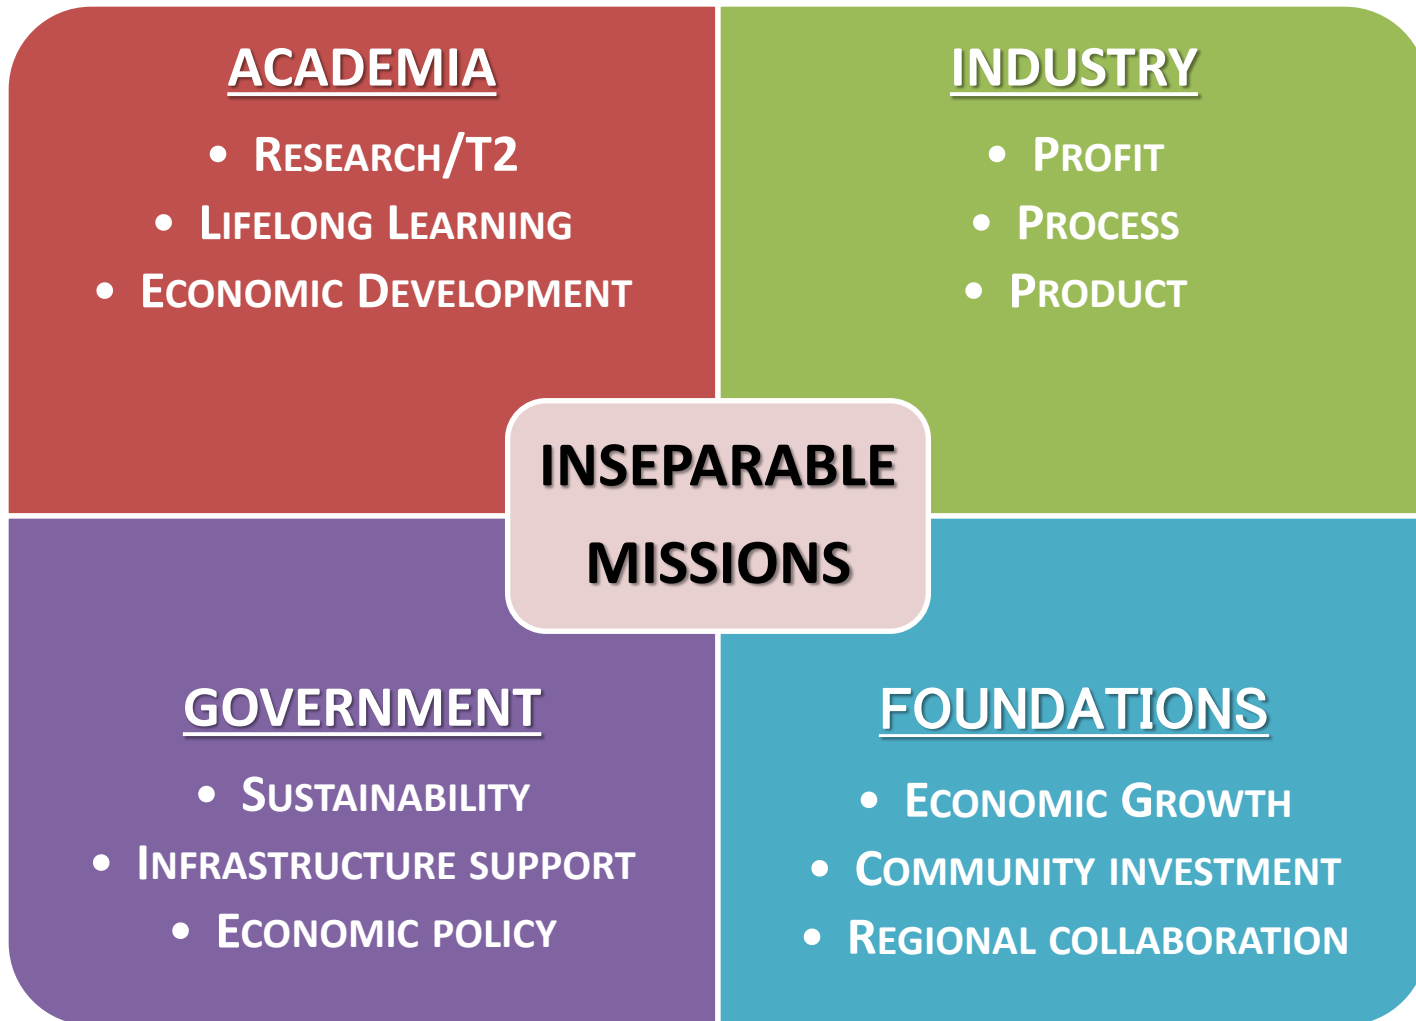 ACADEMIA
• Research/T2
• Lifelong Learning
• Economic Development
INDUSTRY
• Profit
• Process
• Product
INSEPARABLE
MISSIONS
GOVERNMENT
• Sustainability
• Infrastructure support
• Economic policy
FOUNDATIONS
• Economic Growth
• Community investment
• Regional collaboration